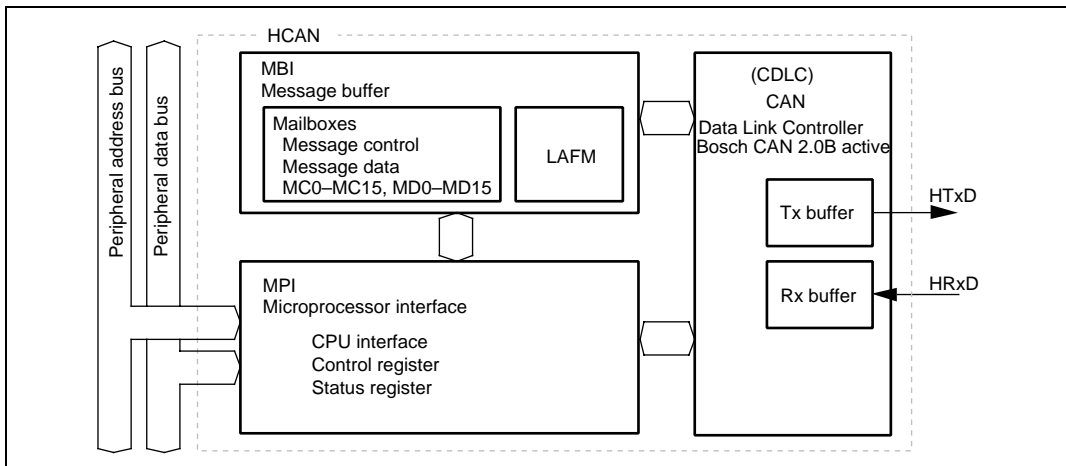 HCAN
Peripheral address bus
Peripheral data bus
MBI
Message buffer
Mailboxes
Message control
Message data
MC0–MC15, MD0–MD15
LAFM
(CDLC)
CAN
Data Link Controller
Bosch CAN 2.0B active
Tx buffer
HTxD
Rx buffer
HRxD
MPI
Microprocessor interface
CPU interface
Control register
Status register